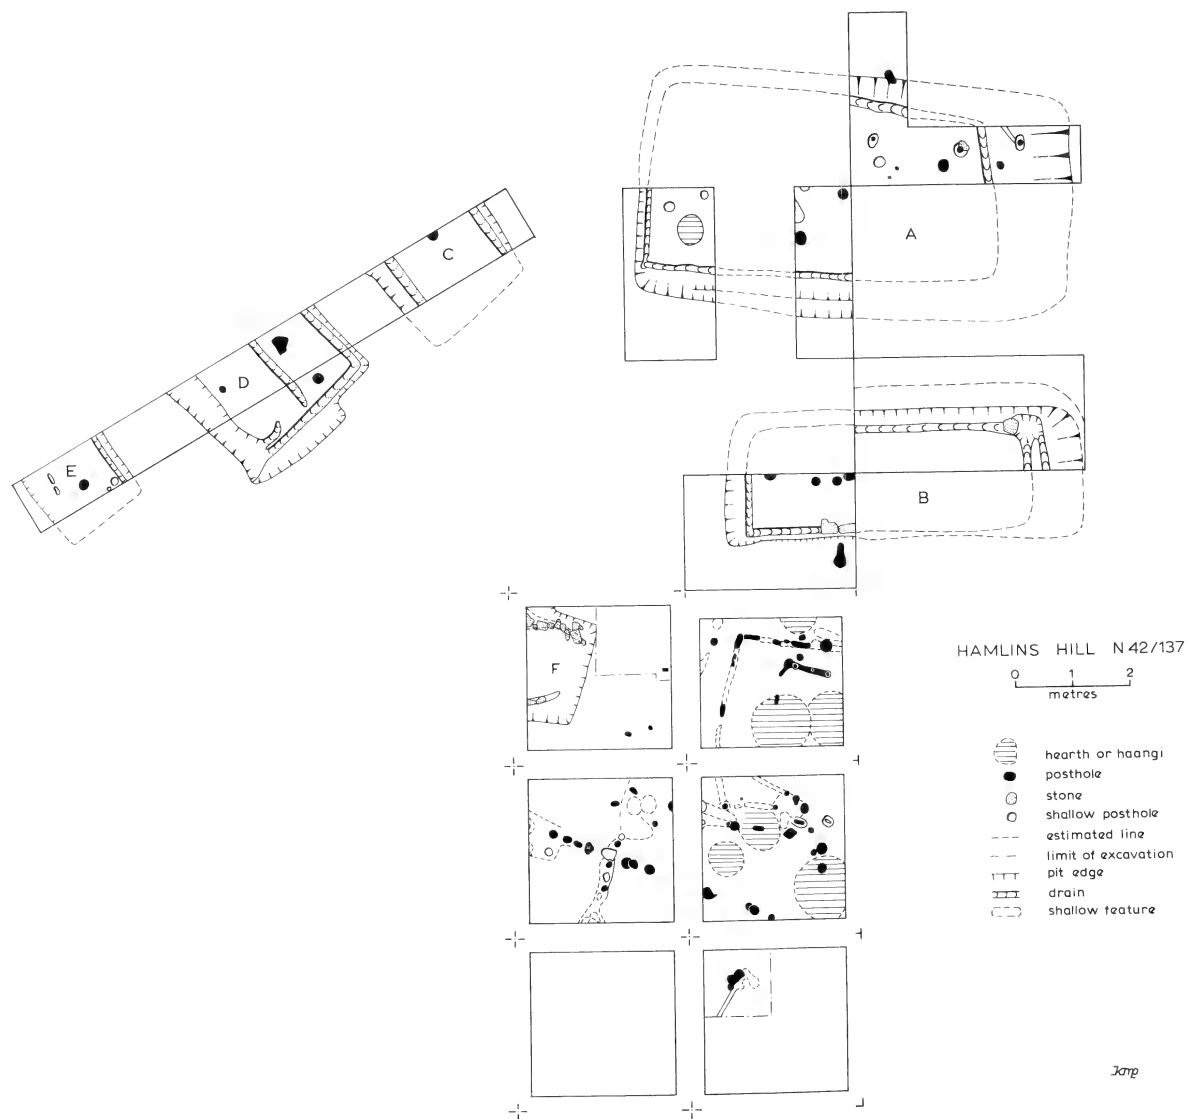 A
C
D
E
B
F
HAMLINS HILL N42/137
0 1 2
metres
hearth or haangi
posthole
stone
shallow posthole
estimated line
limit of excavation
pit edge
drain
shallow feature